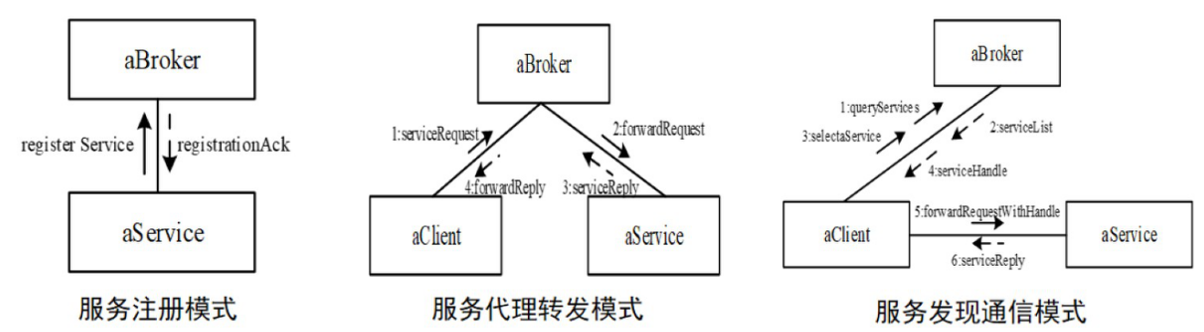 aBroker
register Service
registrationAck
aService
服务注册模式
aBroker
1:serviceRequest
2:forwardRequest
4:forwardReply
3:serviceReply
aClient
aService
服务代理转发模式
aBroker
1:queryServices
3:selectaService
2:serviceList
4:serviceHandle
5:forwardRequestWithHandle
aClient
aService
6:serviceReply
服务发现通信模式